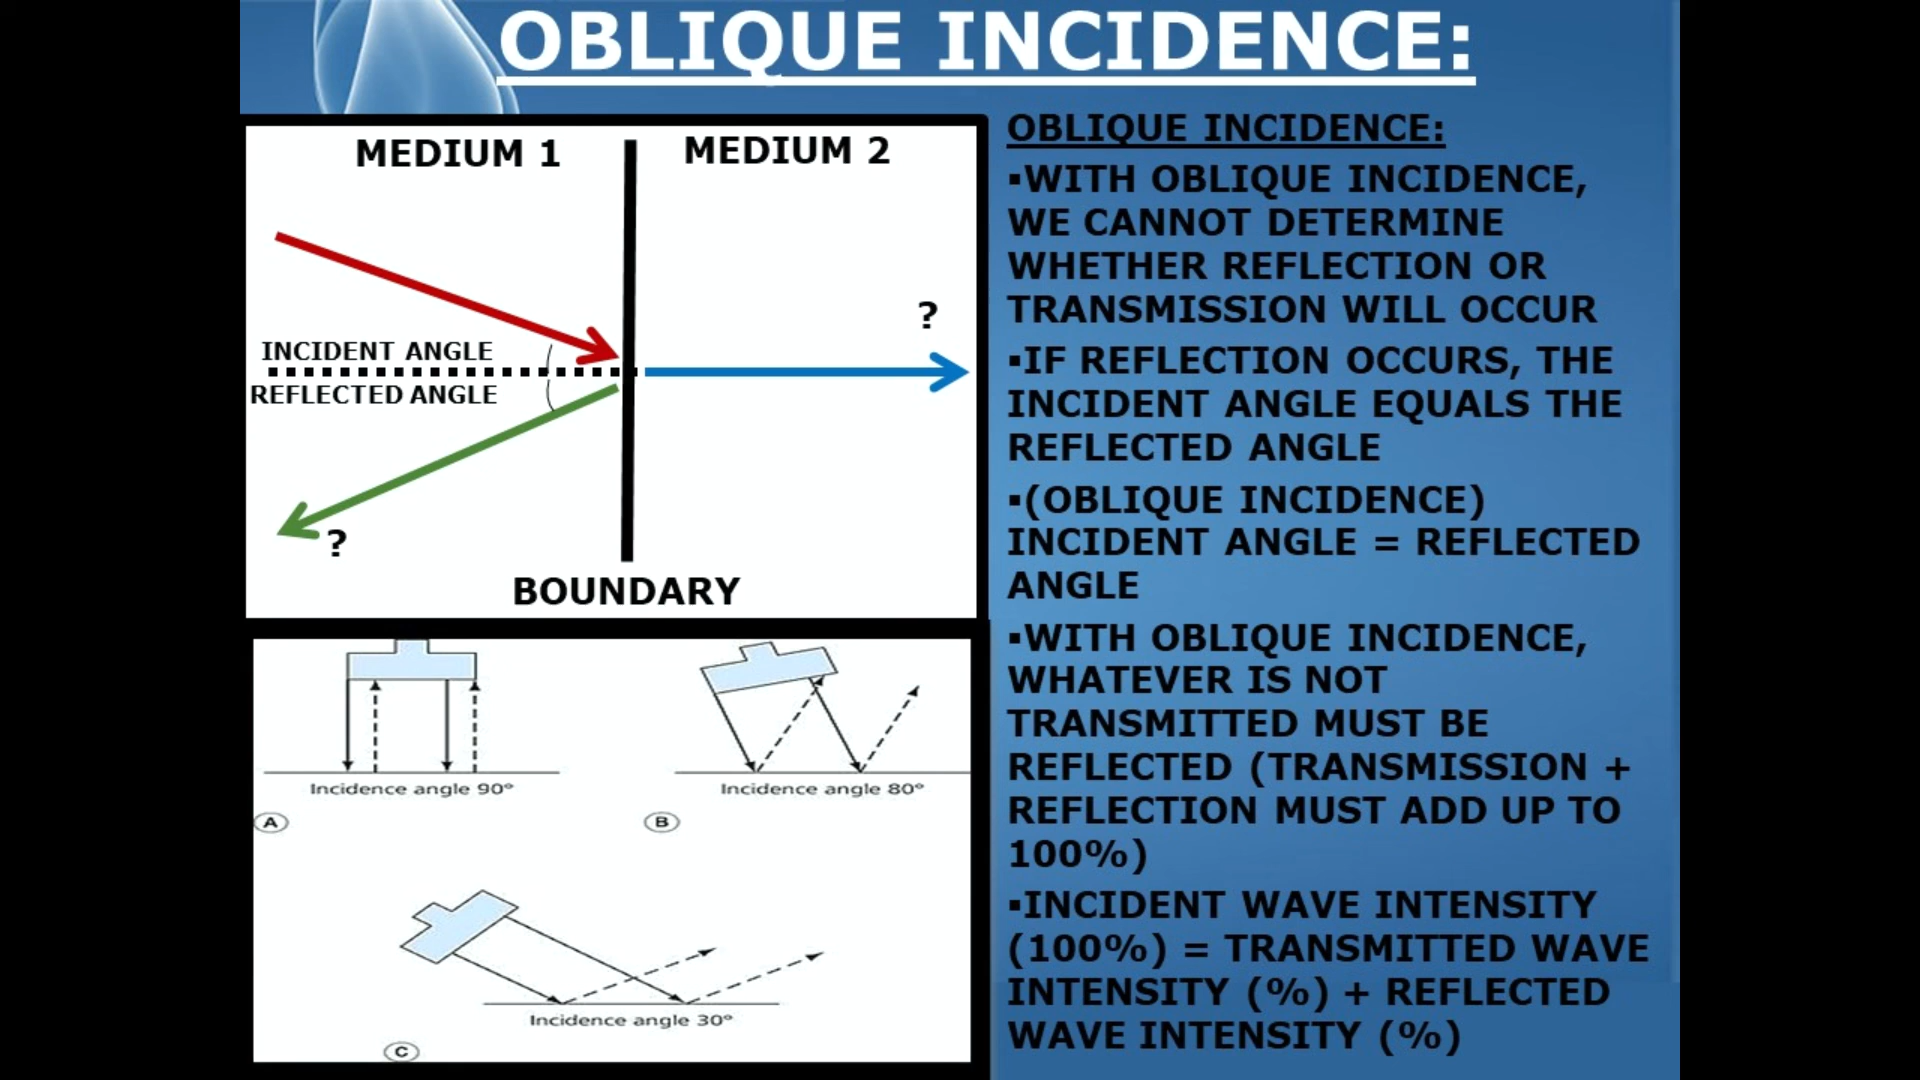 OBLIQUE INCIDENCE:
MEDIUM 1
MEDIUM 2
?
INCIDENT ANGLE
REFLECTED ANGLE
?
BOUNDARY
Incidence angle 90°
A
Incidence angle 80°
B
Incidence angle 30°
C
OBLIQUE INCIDENCE:
▪WITH OBLIQUE INCIDENCE,
WE CANNOT DETERMINE
WHETHER REFLECTION OR
TRANSMISSION WILL OCCUR
▪IF REFLECTION OCCURS, THE
INCIDENT ANGLE EQUALS THE
REFLECTED ANGLE
▪(OBLIQUE INCIDENCE)
INCIDENT ANGLE = REFLECTED
ANGLE
▪WITH OBLIQUE INCIDENCE,
WHATEVER IS NOT
TRANSMITTED MUST BE
REFLECTED (TRANSMISSION +
REFLECTION MUST ADD UP TO
100%)
▪INCIDENT WAVE INTENSITY
(100%) = TRANSMITTED WAVE
INTENSITY (%) + REFLECTED
WAVE INTENSITY (%)